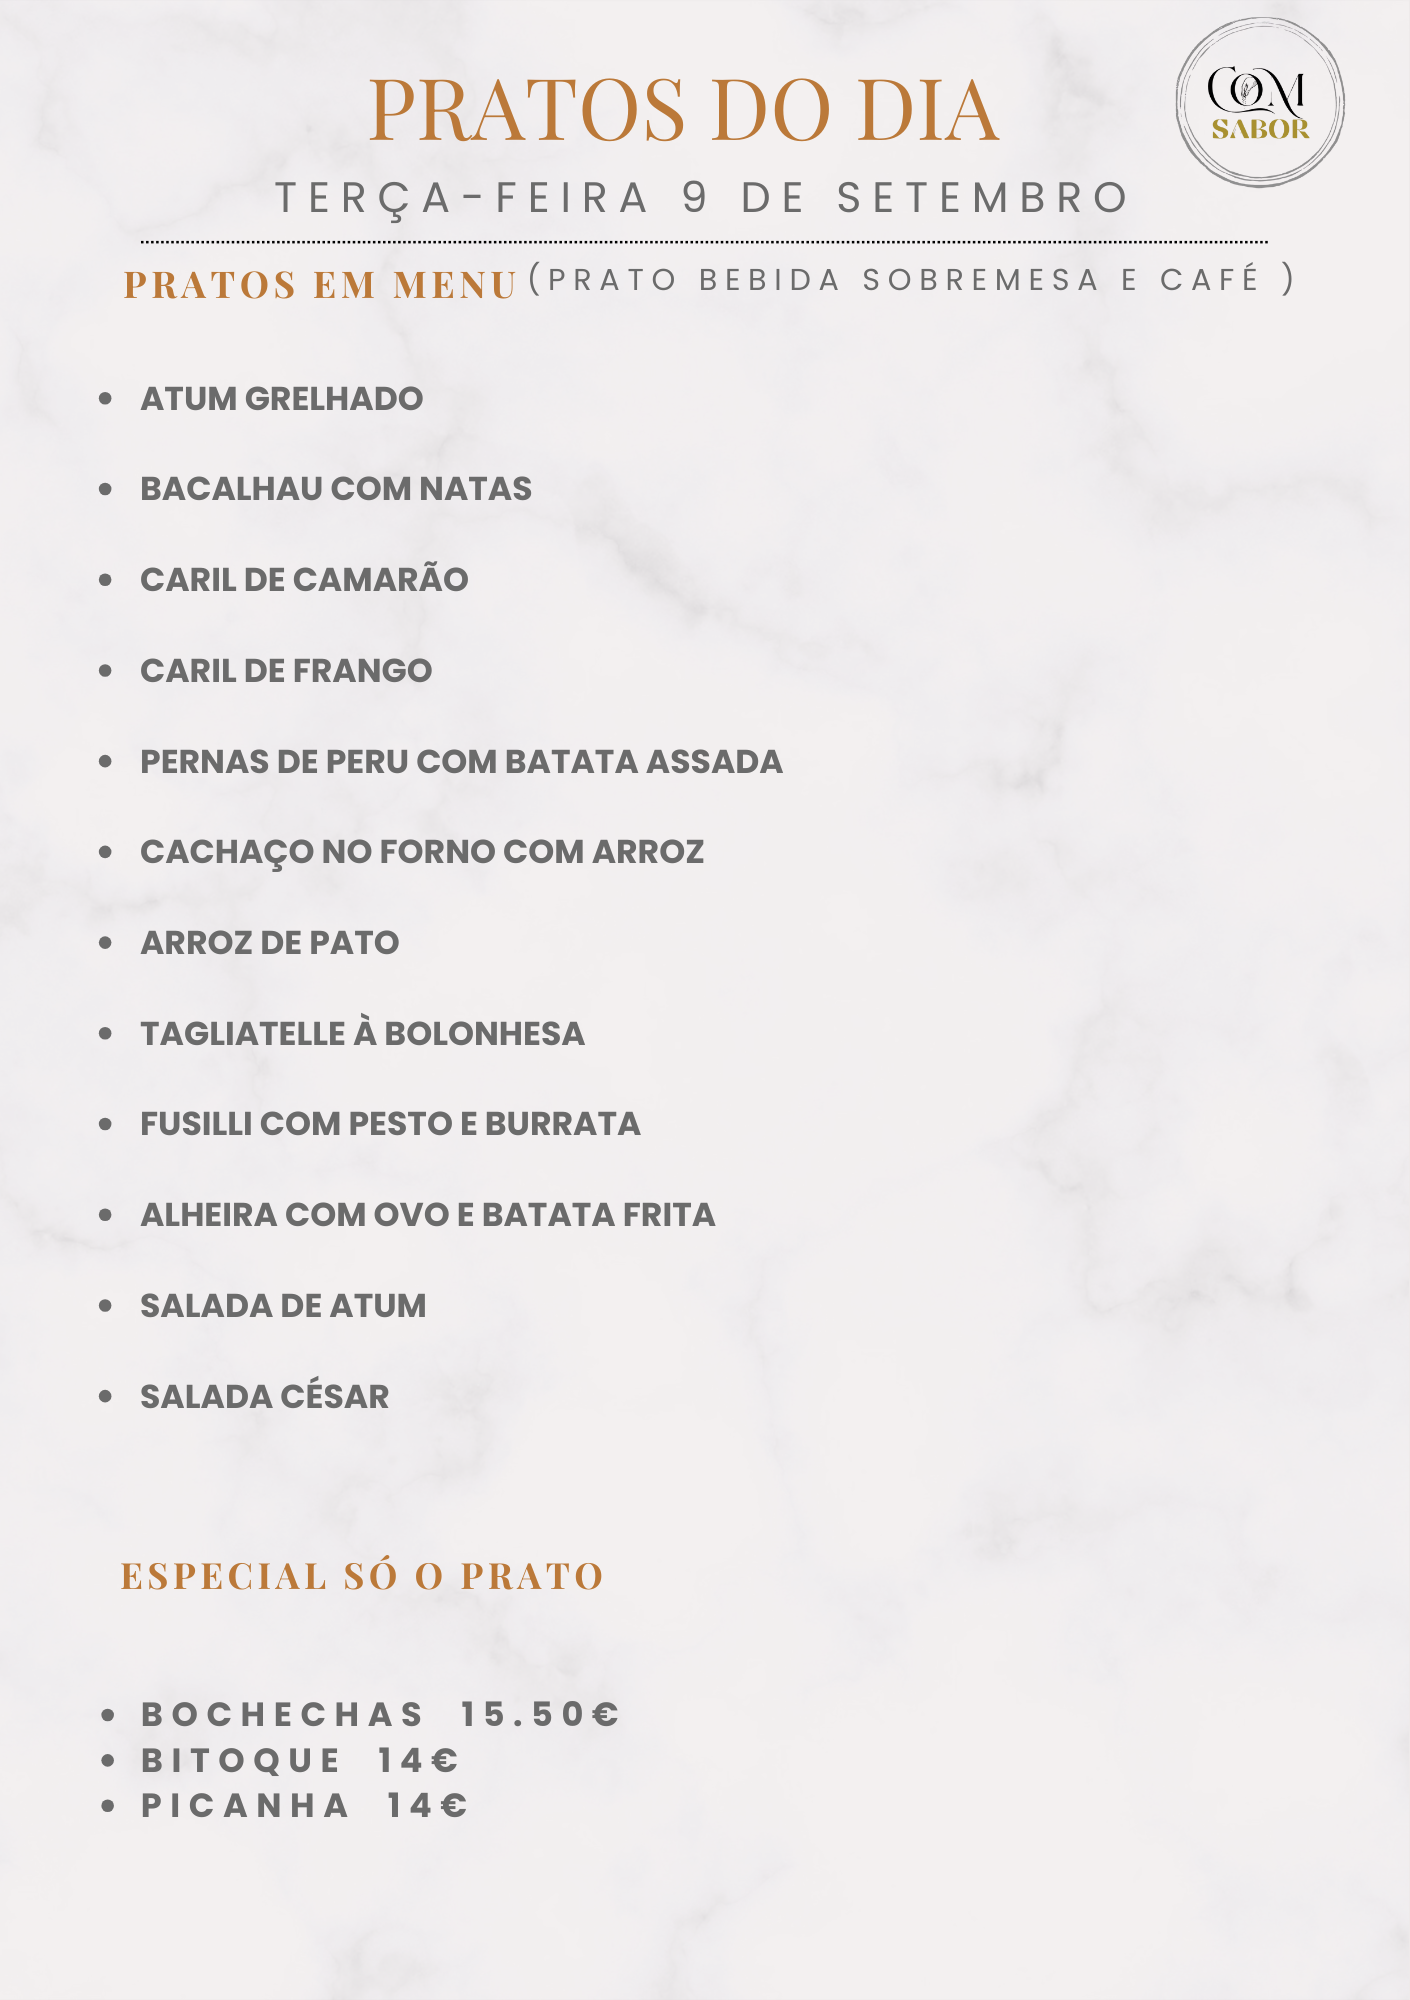 COM
SABOR
PRATOS DO DIA
TERÇA-FEIRA 9 DE SETEMBRO
PRATOS EM MENU (PRATO BEBIDA SOBREMESA E CAFÉ )
• ATUM GRELHADO
• BACALHAU COM NATAS
• CARIL DE CAMARÃO
• CARIL DE FRANGO
• PERNAS DE PERU COM BATATA ASSADA
• CACHAÇO NO FORNO COM ARROZ
• ARROZ DE PATO
• TAGLIATELLE À BOLONHESA
• FUSILLI COM PESTO E BURRATA
• ALHEIRA COM OVO E BATATA FRITA
• SALADA DE ATUM
• SALADA CÉSAR
ESPECIAL SÓ O PRATO
• BOCHECHAS 15.50€
• BITOQUE 14€
• PICANHA 14€